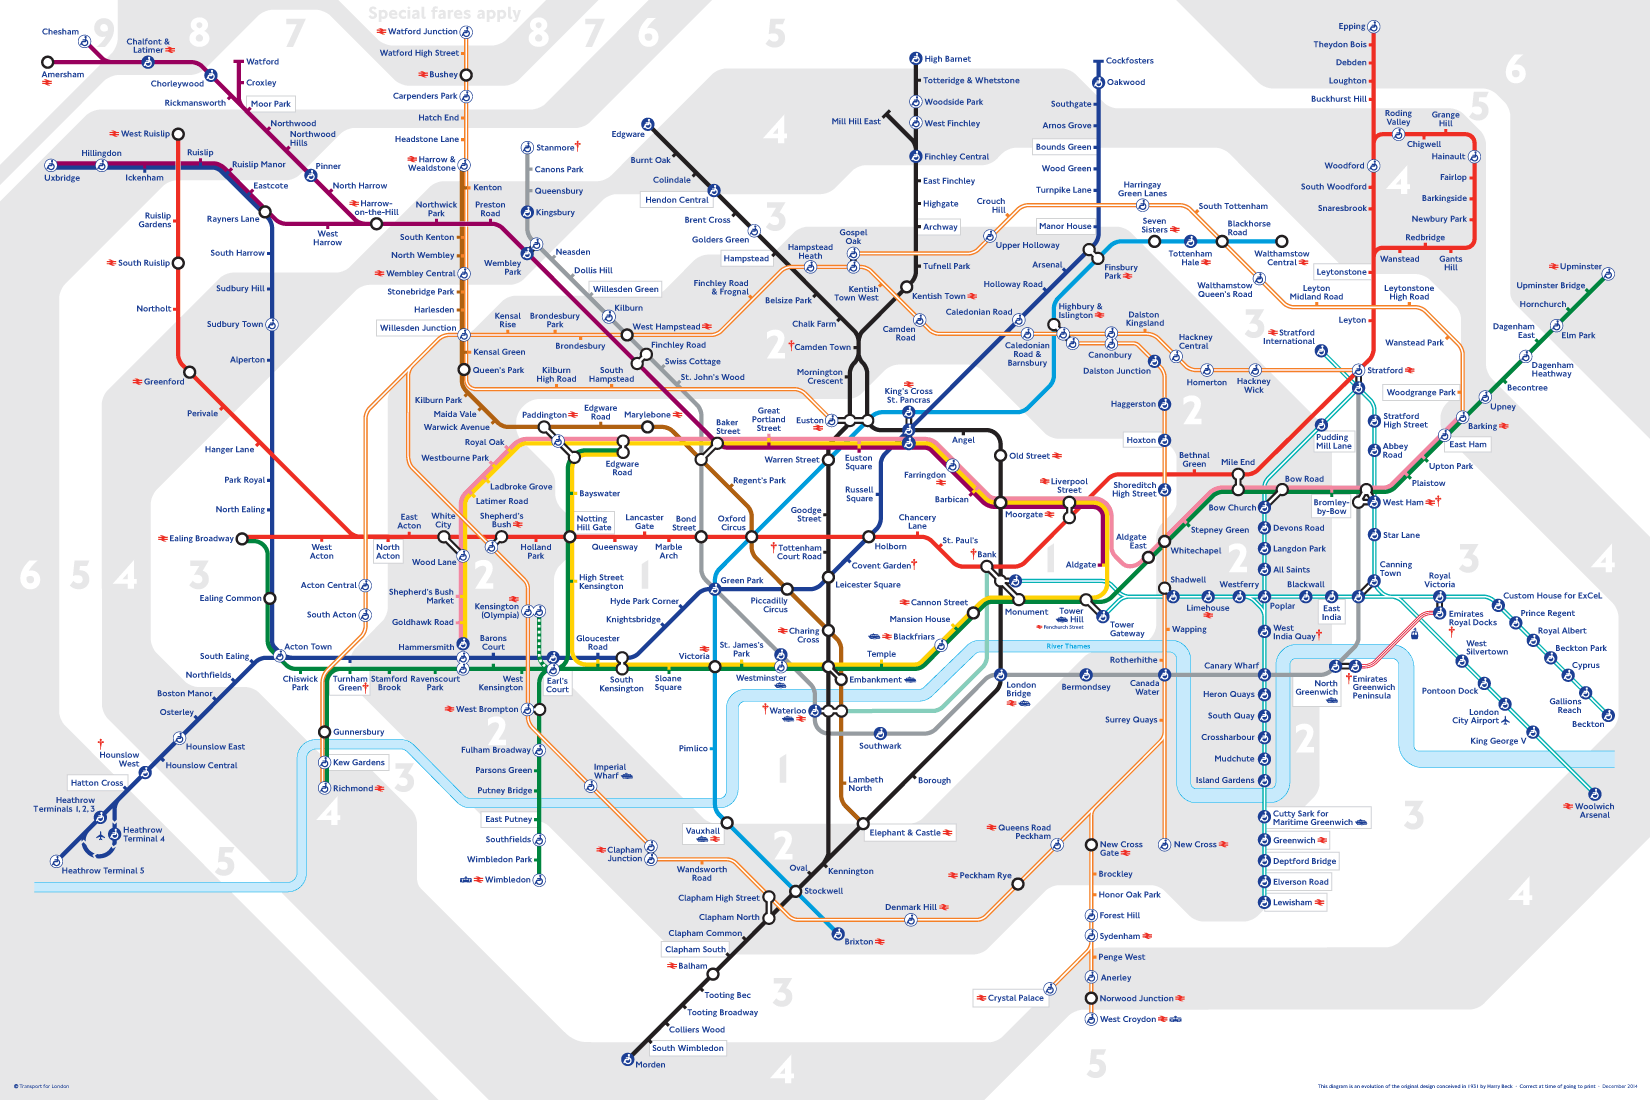 Special fares apply
9
8
7
8
7
6
5
6
Chesham
Chalfont &
Latimer
Amersham
Chorleywood
Rickmansworth
Watford
Croxley
Moor Park
Northwood
Northwood
Hills
Pinner
North Harrow
Harrow-
on-the-Hill
West Ruislip
Hillingdon
Ruislip
Ruislip Manor
Uxbridge
Ickenham
Eastcote
Rayners Lane
West
Harrow
Ruislip
Gardens
South Ruislip
Northolt
Greenford
Perivale
Hanger Lane
South Harrow
Sudbury Hill
Sudbury Town
Alperton
Park Royal
North Ealing
Ealing Broadway
Ealing Common
Watford Junction
Watford High Street
Bushey
Carpenders Park
Hatch End
Headstone Lane
Harrow &
Wealdstone
Kenton
Northwick
Park
Preston
Road
South Kenton
North Wembley
Wembley Central
Stonebridge Park
Harlesden
Willesden Junction
Kensal Green
Queen's Park
Kilburn Park
Maida Vale
Warwick Avenue
Royal Oak
Westbourne Park
Ladbroke Grove
Latimer Road
Stanmore†
Canons Park
Queensbury
Kingsbury
Wembley
Park
Neasden
Dollis Hill
Willesden Green
Kilburn
West Hampstead
Finchley Road
Swiss Cottage
St. John's Wood
Kensal
Rise
Brondesbury
Park
Brondesbury
Kilburn
High Road
South
Hampstead
Edgware
Burnt Oak
Colindale
Hendon Central
Brent Cross
Golders Green
Hampstead
Hampstead
Heath
Finchley Road
& Frognal
Belsize Park
Chalk Farm
†Camden Town
Mornington
Crescent
Gospel
Oak
Kentish
Town West
Camden
Road
High Barnet
Totteridge & Whetstone
Woodside Park
Mill Hill East
West Finchley
Finchley Central
East Finchley
Highgate
Archway
Tufnell Park
Kentish Town
Cockfosters
Oakwood
Southgate
Arnos Grove
Bounds Green
Wood Green
Turnpike Lane
Manor House
Harringay
Green Lanes
Crouch
Hill
Upper Holloway
Arsenal
Holloway Road
Caledonian Road
Finsbury
Park
Seven
Sisters
South Tottenham
Blackhorse
Road
Tottenham
Hale
Walthamstow
Central
Walthamstow
Queen's Road
Leyton
Midland Road
Leytonstone
High Road
Highbury &
Islington
Caledonian
Road &
Barnsbury
Canonbury
Dalston
Kingsland
Dalston Junction
Hackney
Central
Homerton
Hackney
Wick
Stratford
International
Stratford
Wanstead Park
Woodgrange Park
Epping
Theydon Bois
Debden
Loughton
Buckhurst Hill
Roding
Valley
Grange
Hill
Chigwell
Hainault
Woodford
South Woodford
Snaresbrook
Fairlop
Barkingside
Newbury Park
Redbridge
Wanstead
Gants
Hill
Leytonstone
Leyton
Upminster
Upminster Bridge
Hornchurch
Elm Park
Dagenham
East
Dagenham
Heathway
Becontree
Upney
Barking
East Ham
Upton Park
Plaistow
West Ham †
Stratford
High Street
Abbey
Road
Pudding
Mill Lane
Star Lane
Canning
Town
Haggerston
Hoxton
Shoreditch
High Street
Bethnal
Green
Mile End
Bow Road
Bow Church
Bromley-
by-Bow
Devons Road
Langdon Park
All Saints
Stepney Green
Whitechapel
Aldgate
East
Aldgate
Liverpool
Street
Moorgate
Old Street
Angel
King's Cross
St. Pancras
Euston
Euston
Square
Farringdon
Barbican
Russell
Square
Warren Street
Goodge
Street
Great
Portland
Street
Baker
Street
Regent's Park
Marylebone
Edgware
Road
Paddington
Edgware
Road
Bayswater
Notting
Hill Gate
Lancaster
Gate
Queensway
Marble
Arch
Bond
Street
Oxford
Circus
†Tottenham
Court Road
Holborn
Chancery
Lane
St. Paul's
†Bank
Covent Garden†
Leicester Square
Piccadilly
Circus
Green Park
Hyde Park Corner
Knightsbridge
High Street
Kensington
Holland
Park
Shepherd's
Bush
White
City
East
Acton
West
Acton
North
Acton
Wood Lane
Shepherd's Bush
Market
Goldhawk Road
Hammersmith
Acton Central
South Acton
Kensington
(Olympia)
Barons
Court
Gloucester
Road
Earl's
Court
South
Kensington
Sloane
Square
Victoria
St. James's
Park
Westminster
Charing
Cross
Embankment
Temple
Blackfriars
Mansion House
Cannon Street
Monument
Tower
Hill
Fenchurch Street
Tower
Gateway
Shadwell
Limehouse
Westferry
Poplar
Blackwall
East
India
Royal
Victoria
Custom House for ExCeL
Prince Regent
Royal Albert
Beckton Park
Cyprus
Gallions
Reach
Beckton
Emirates
Royal Docks
†
West
Silvertown
Pontoon Dock
London
City Airport
King George V
Woolwich
Arsenal
†Emirates
Greenwich
Peninsula
North
Greenwich
West
India Quay†
Canary Wharf
Heron Quays
South Quay
Crossharbour
Mudchute
Island Gardens
Cutty Sark for
Maritime Greenwich
Greenwich
Deptford Bridge
Elverson Road
Lewisham
Wapping
Rotherhithe
Canada
Water
Surrey Quays
Bermondsey
London
Bridge
Southwark
†Waterloo
River Thames
Lambeth
North
Borough
Elephant & Castle
Kennington
Oval
Pimlico
Vauxhall
Stockwell
Brixton
Imperial
Wharf
Clapham
Junction
Wandsworth
Road
Clapham High Street
Clapham North
Clapham Common
Clapham South
Balham
Tooting Bec
Tooting Broadway
Colliers Wood
South Wimbledon
Morden
Denmark Hill
Peckham Rye
Queens Road
Peckham
New Cross
Gate
New Cross
Brockley
Honor Oak Park
Forest Hill
Sydenham
Penge West
Anerley
Crystal Palace
Norwood Junction
West Croydon
South Ealing
Acton Town
Northfields
Boston Manor
Osterley
Hounslow East
Hounslow Central
†
Hounslow
West
Hatton Cross
Heathrow
Terminals 1, 2, 3
Heathrow
Terminal 4
Heathrow Terminal 5
Chiswick
Park
Turnham
Green†
Stamford
Brook
Ravenscourt
Park
West
Kensington
Gunnersbury
Kew Gardens
Richmond
West Brompton
Fulham Broadway
Parsons Green
Putney Bridge
East Putney
Southfields
Wimbledon Park
Wimbledon
4
5
4
3
3
2
2
6
5
4
3
2
1
1
2
3
4
2
2
1
3
4
5
2
3
3
4
4
5
© Transport for London
This diagram is an evolution of the original design conceived in 1931 by Harry Beck · Correct at time of going to print · December 2014